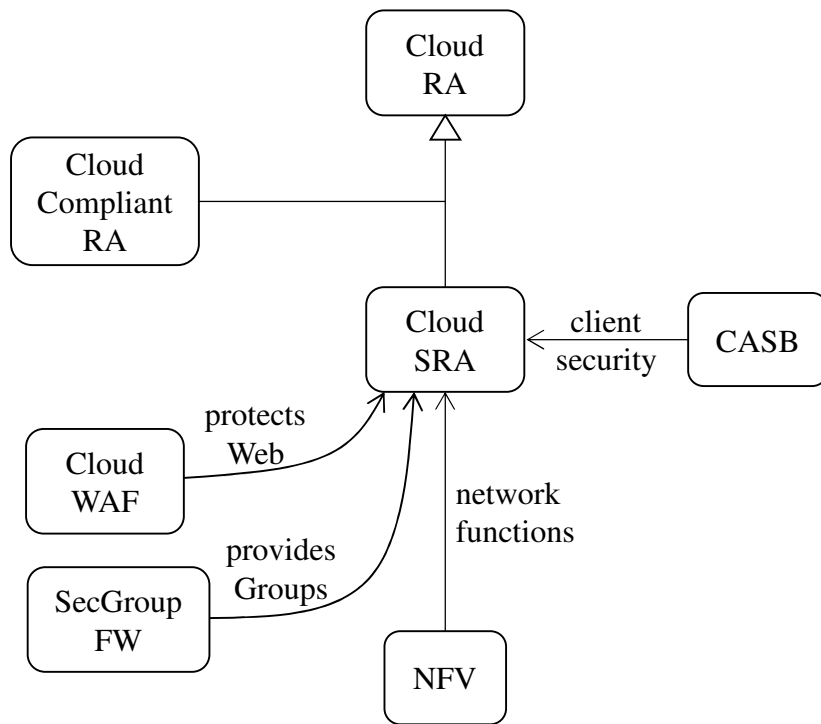 Cloud
RA
Cloud
Compliant
RA
Cloud
SRA
client
security
CASB
protects
Web
Cloud
WAF
network
functions
provides
Groups
SecGroup
FW
NFV